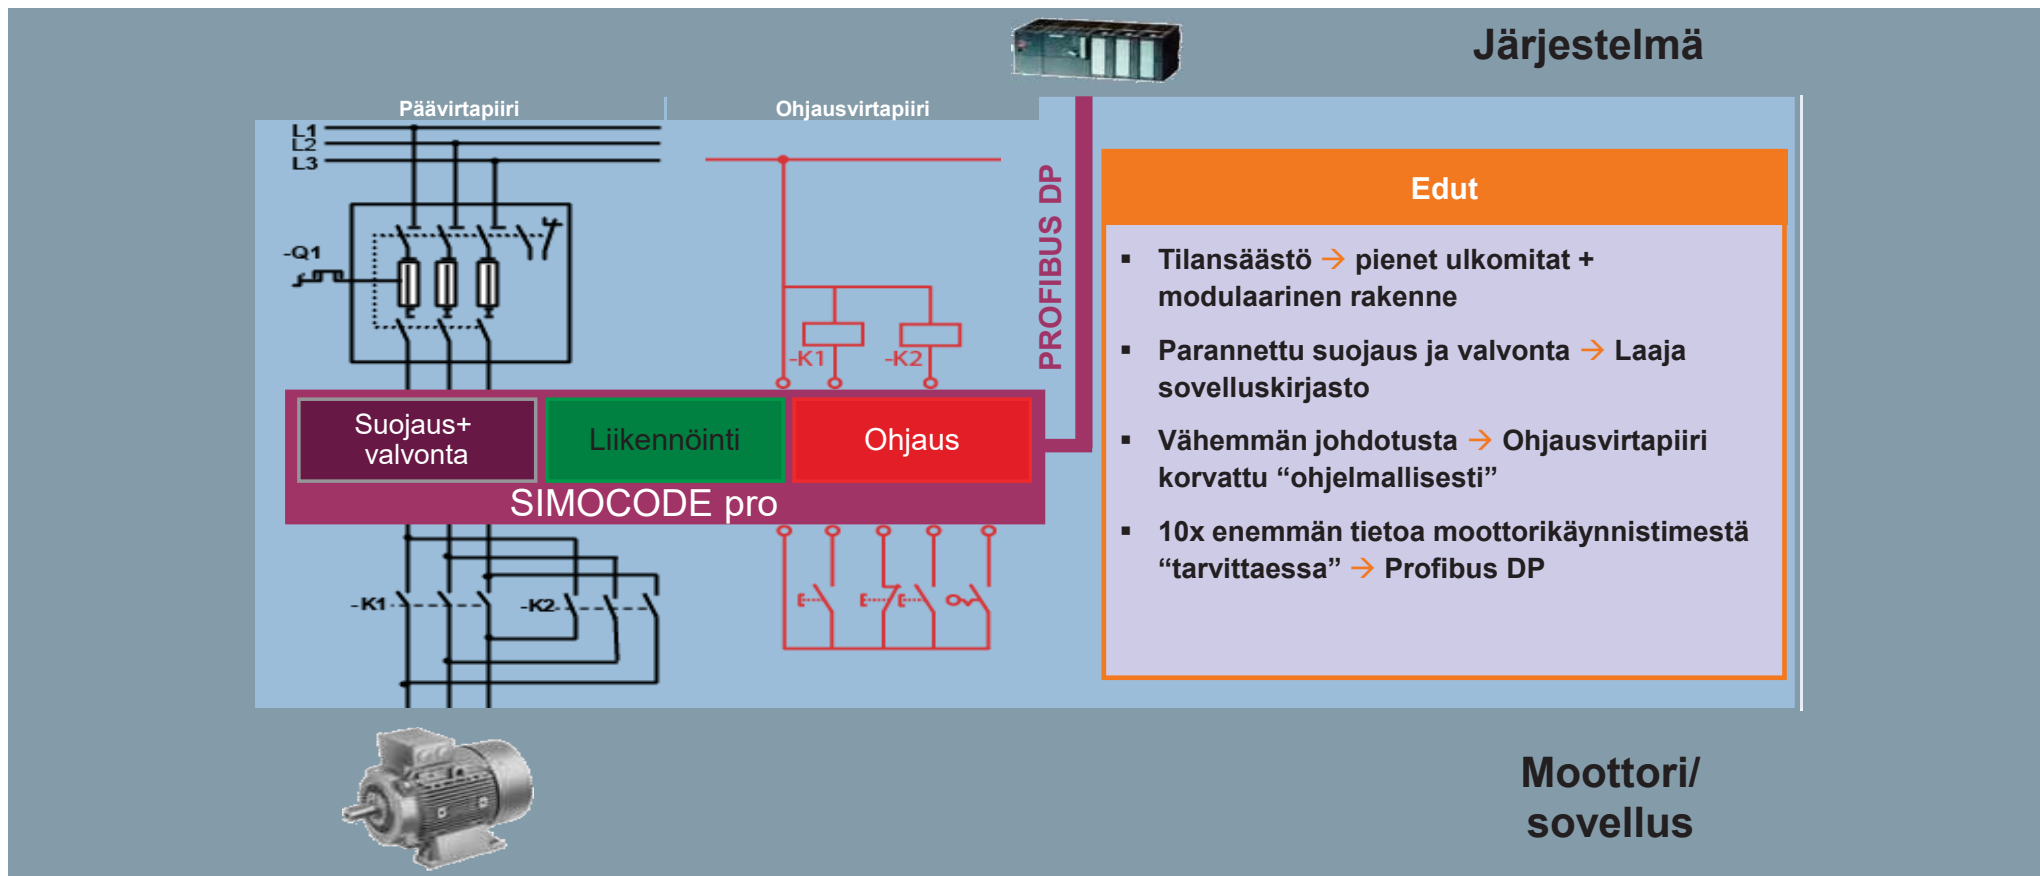 Järjestelmä
Päävirtapiiri
Ohjausvirtapiiri
L1
L2
L3
-Q1
-K1
-K2
PROFIBUS DP
Suojaus+
valvonta
Liikennöinti
Ohjaus
SIMOCODE pro
-K1
-K2
Edut
▪ Tilansäästö → pienet ulkomitat +
modulaarinen rakenne
▪ Parannettu suojaus ja valvonta → Laaja
sovelluskirjasto
▪ Vähemmän johdotusta → Ohjausvirtapiiri
korvattu “ohjelmallisesti”
▪ 10x enemmän tietoa moottorikäynnistimestä
“tarvittaessa” → Profibus DP
Moottori/
sovellus